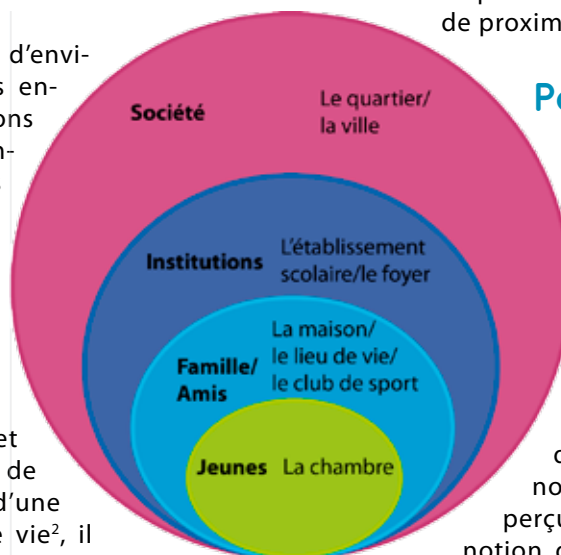 de proxim
d'envi-
s en-
ons
n-
Société
Le quartier/
la ville
Institutions
L'établissement
scolaire/le foyer
Famille/
Amis
La maison/
le lieu de vie/
le club de sport
Jeunes
La chambre
et
de
d'une
e vie², il
no
perçu
notion